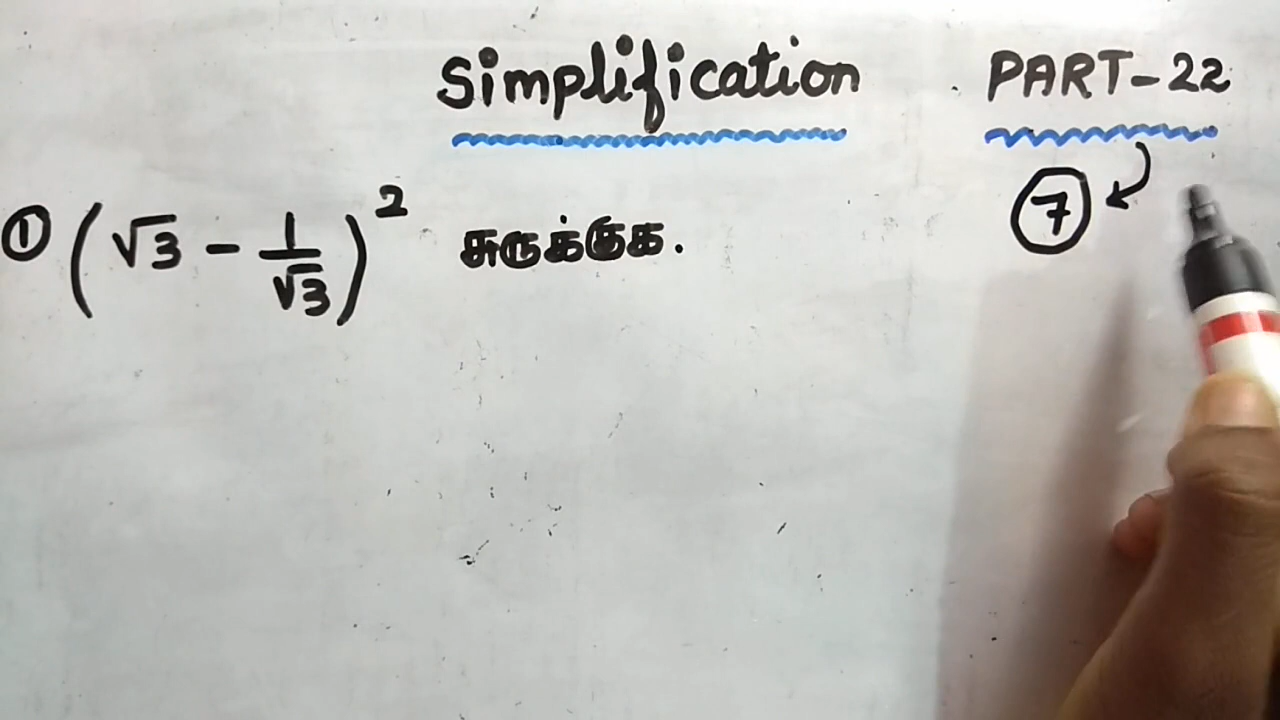 Simplification PART-22
7
① (√3 - 1/√3)² சுருக்குக.